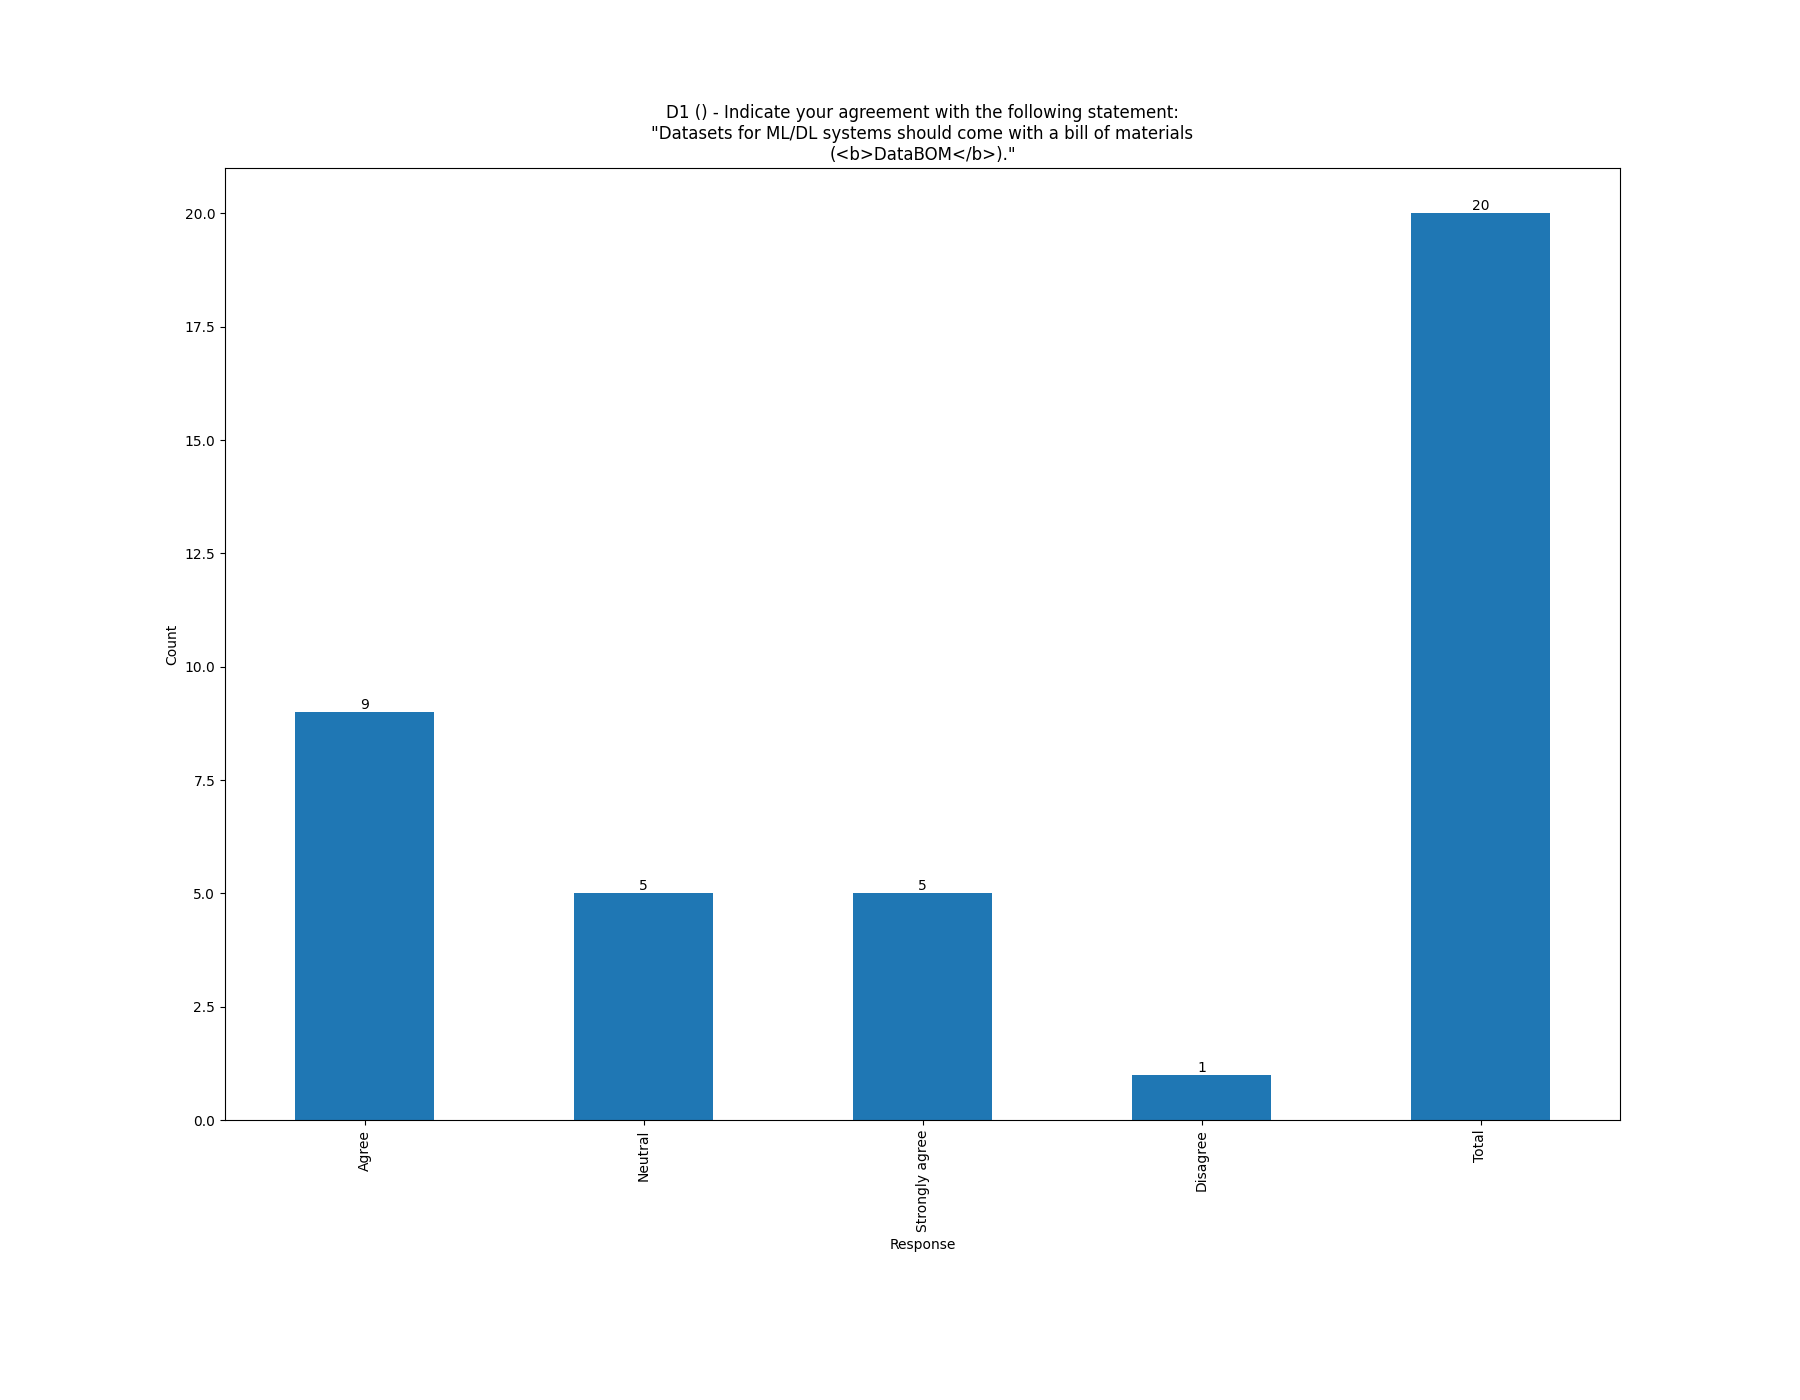 D1 () - Indicate your agreement with the following statement:
"Datasets for ML/DL systems should come with a bill of materials
(<b>DataBOM</b>)."
20.0
17.5
15.0
12.5
10.0
7.5
5.0
2.5
0.0
Count
9
5
5
1
20
Agree
Neutral
Strongly agree
Disagree
Total
Response